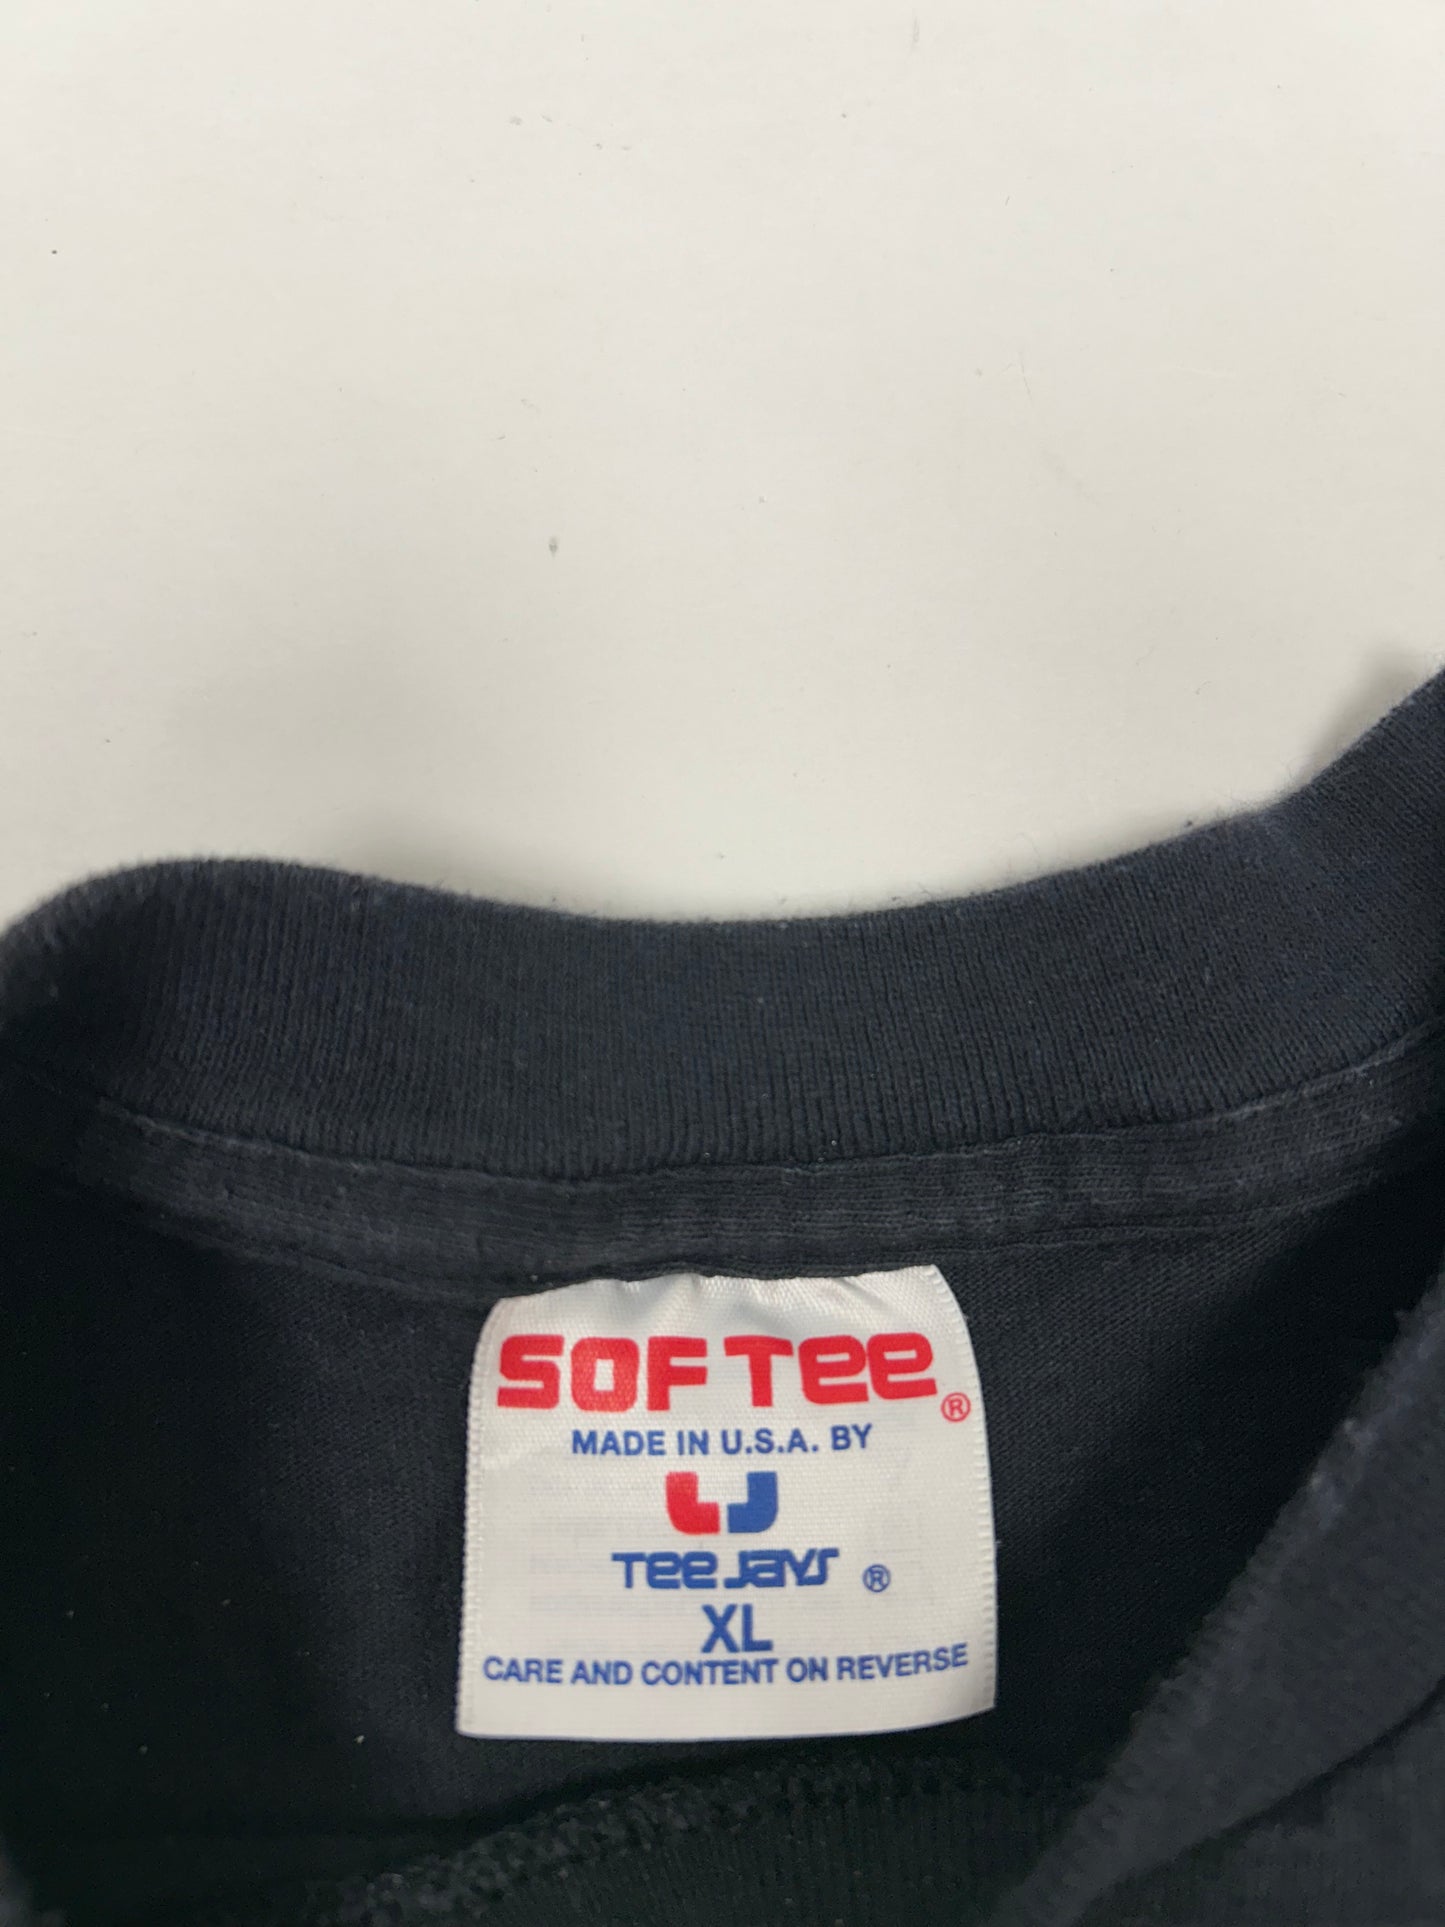 SOFTEE ®
MADE IN U.S.A. BY
TEE JAYS ®
XL
CARE AND CONTENT ON REVERSE